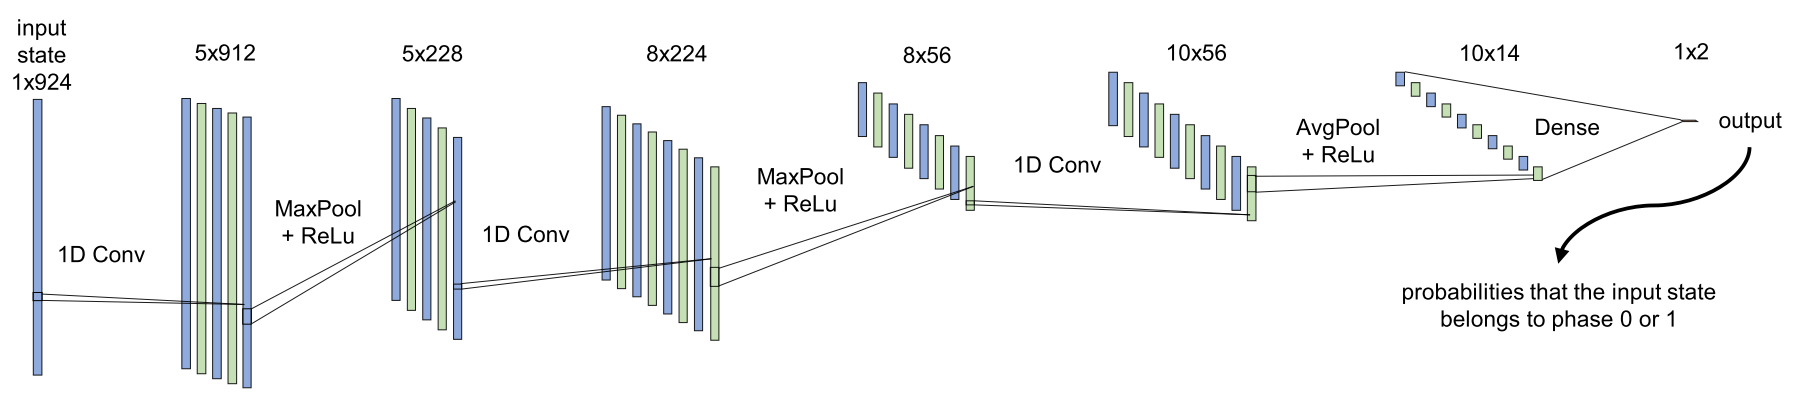 input
state
1x924
5x912
5x228
8x224
8x56
10x56
10x14
1x2
1D Conv
MaxPool
+ ReLu
1D Conv
MaxPool
+ ReLu
1D Conv
AvgPool
+ ReLu
Dense
output
probabilities that the input state
belongs to phase 0 or 1